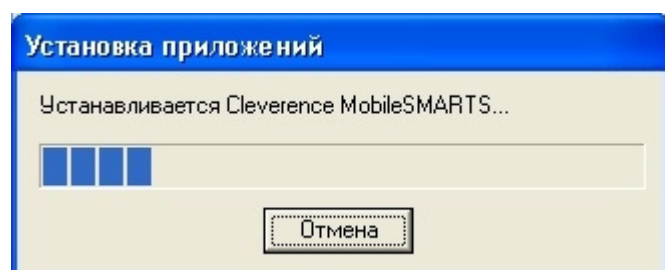 Установка приложений
Устанавливается Cleverence MobileSMARTS...
Отмена